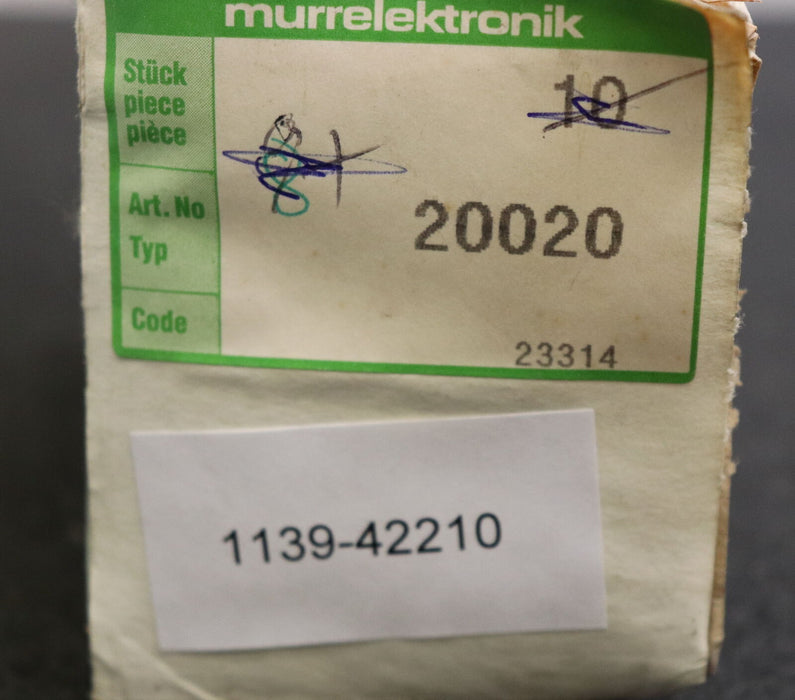 murrelektronik
Stück
piece
pièce
10
Art. No
Typ
20020
Code
23314
1139-42210